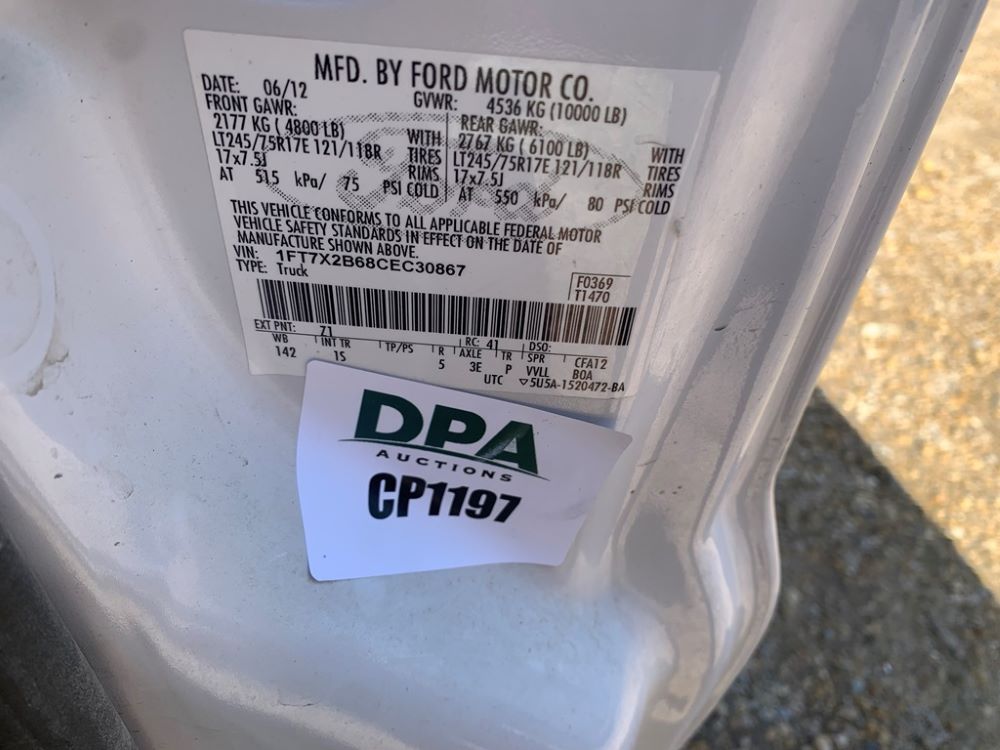 MFD. BY FORD MOTOR CO.
DATE: 06/12 GVWR: 4536 KG (10000 LB)
FRONT GAWR: REAR GAWR:
2177 KG ( 4800 LB) WITH 2767 KG ( 6100 LB) WITH
LT245/75R17E 121/118R TIRES LT245/75R17E 121/118R TIRES
17x7.5J RIMS 17x7.5J RIMS
AT 515 kPa/ 75 PSI COLD AT 550 kPa/ 80 PSI COLD
THIS VEHICLE CONFORMS TO ALL APPLICABLE FEDERAL MOTOR
VEHICLE SAFETY STANDARDS IN EFFECT ON THE DATE OF
MANUFACTURE SHOWN ABOVE.
VIN: 1FT7X2B68CEC30867
TYPE: Truck
F0369
T1470
EXT PNT: Z1 RC: 41 DSO:
WB INT TR TP/PS R AXLE TR SPR CFA12
142 1S 5 3E P VVLL BOA
UTC ▽5U5A-1520472-BA
DPA
AUCTIONS
CP1197